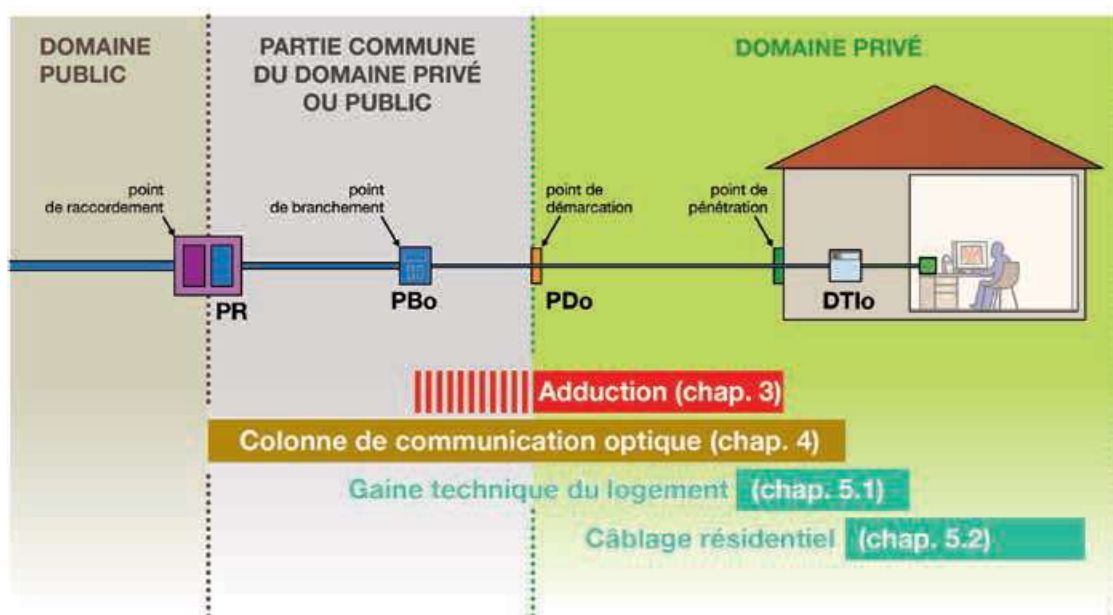 DOMAINE
PUBLIC
PARTIE COMMUNE
DU DOMAINE PRIVÉ
OU PUBLIC
DOMAINE PRIVÉ
point
de raccordement
point
de branchement
point de
démarcation
point de
pénétration
PR
PBo
PDo
DTIo
Adduction (chap. 3)
Colonne de communication optique (chap. 4)
Gaine technique du logement (chap. 5.1)
Câblage résidentiel (chap. 5.2)